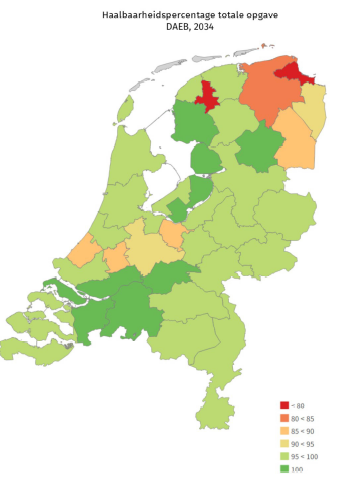 Haalbaarheidspercentage totale opgave
DAEB, 2034
< 80
80 < 85
85 < 90
90 < 95
95 < 100
100